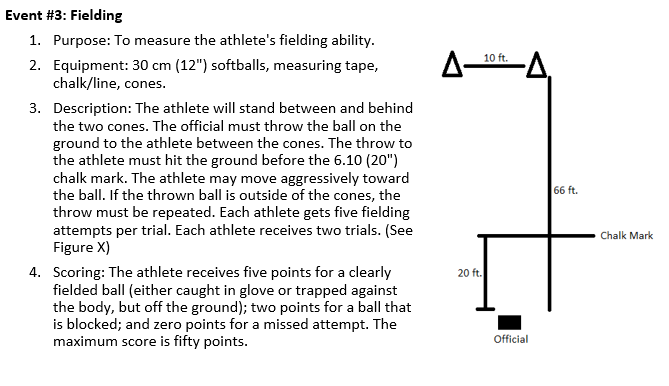 Event #3: Fielding
1. Purpose: To measure the athlete's fielding ability.
2. Equipment: 30 cm (12") softballs, measuring tape,
chalk/line, cones.
3. Description: The athlete will stand between and behind
the two cones. The official must throw the ball on the
ground to the athlete between the cones. The throw to
the athlete must hit the ground before the 6.10 (20")
chalk mark. The athlete may move aggressively toward
the ball. If the thrown ball is outside of the cones, the
throw must be repeated. Each athlete gets five fielding
attempts per trial. Each athlete receives two trials. (See
Figure X)
4. Scoring: The athlete receives five points for a clearly
fielded ball (either caught in glove or trapped against
the body, but off the ground); two points for a ball that
is blocked; and zero points for a missed attempt. The
maximum score is fifty points.
10 ft.
66 ft.
Chalk Mark
20 ft.
Official